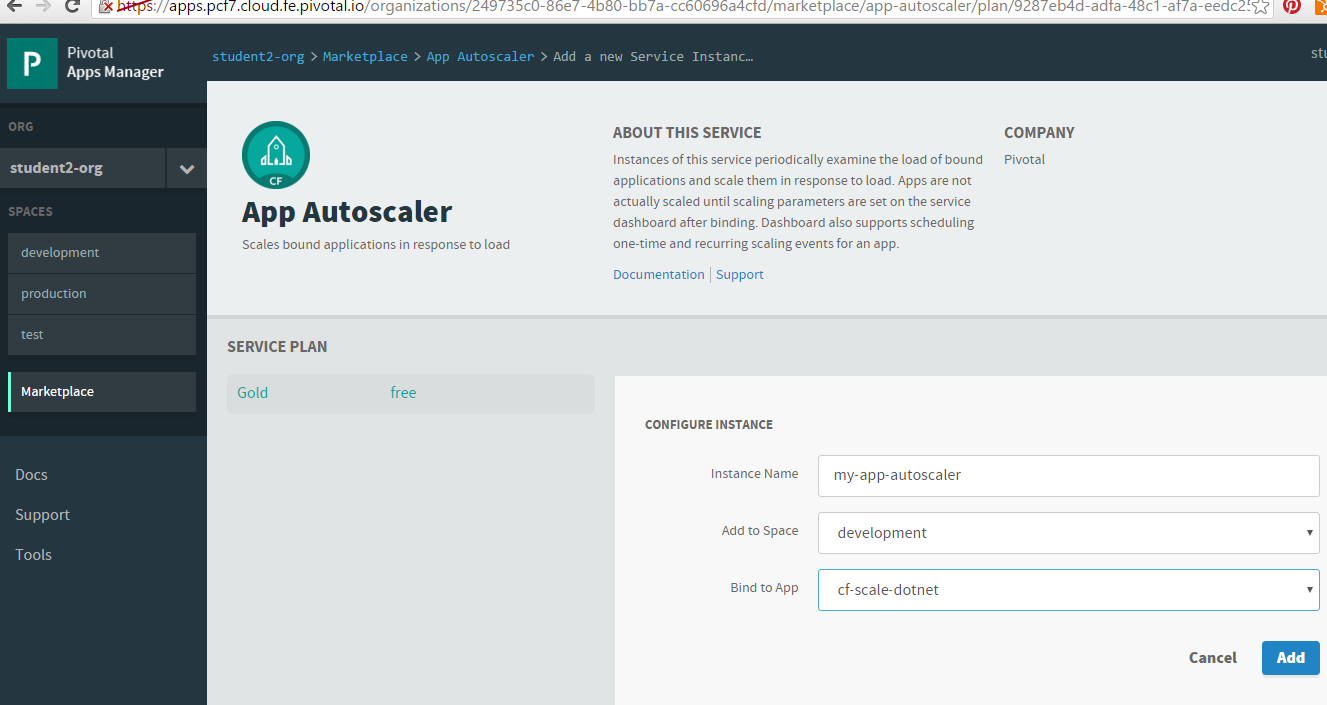 https://apps.pcf7.cloud.fe.pivotal.io/organizations/249735c0-86e7-4b80-bb7a-cc60696a4cfd/marketplace/app-autoscaler/plan/9287eb4d-adfa-48c1-af7a-eedc25
P
Pivotal
Apps Manager
student2-org > Marketplace > App Autoscaler > Add a new Service Instanc…
stu
ORG
student2-org
SPACES
development
production
test
Marketplace
Docs
Support
Tools
CF
App Autoscaler
Scales bound applications in response to load
ABOUT THIS SERVICE
Instances of this service periodically examine the load of bound
applications and scale them in response to load. Apps are not
actually scaled until scaling parameters are set on the service
dashboard after binding. Dashboard also supports scheduling
one-time and recurring scaling events for an app.
Documentation | Support
COMPANY
Pivotal
SERVICE PLAN
Gold free
CONFIGURE INSTANCE
Instance Name my-app-autoscaler
Add to Space development
Bind to App cf-scale-dotnet
Cancel Add